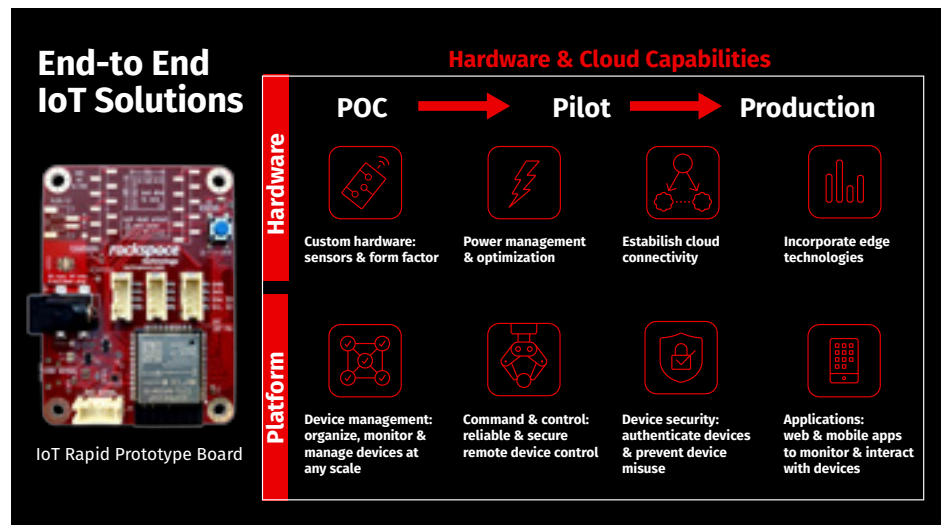 End-to End
IoT Solutions
Hardware & Cloud Capabilities
Hardware
POC
Pilot
Production
Custom hardware:
sensors & form factor
Power management
& optimization
Estabilish cloud
connectivity
Incorporate edge
technologies
rackspace
technology
IoT Rapid Prototype Board
Platform
Device management:
organize, monitor &
manage devices at
any scale
Command & control:
reliable & secure
remote device control
Device security:
authenticate devices
& prevent device
misuse
Applications:
web & mobile apps
to monitor & interact
with devices